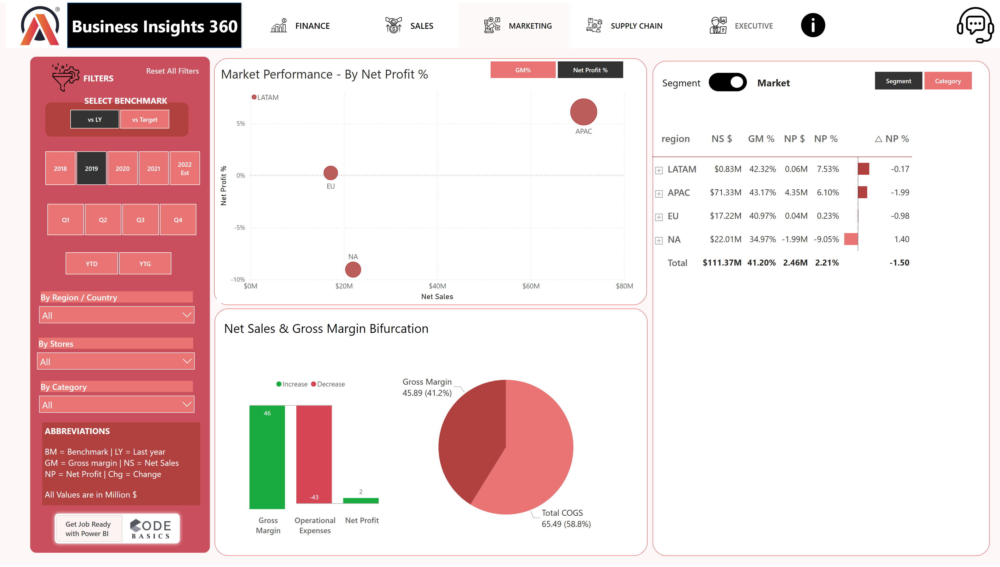 ®
Business Insights 360
FINANCE
SALES
MARKETING
SUPPLY CHAIN
EXECUTIVE
FILTERS
Reset All Filters
SELECT BENCHMARK
vs LY
vs Target
2018
2019
2020
2021
2022
Est
Q1
Q2
Q3
Q4
YTD
YTG
By Region / Country
All
By Stores
All
By Category
All
ABBREVIATIONS
BM = Benchmark | LY = Last year
GM = Gross margin | NS = Net Sales
NP = Net Profit | Chg = Change
All Values are in Million $
Get Job Ready
with Power BI
CODE
BASICS
Market Performance - By Net Profit %
GM%
Net Profit %
LATAM
APAC
EU
NA
5%
0%
-5%
-10%
Net Profit %
$0M
$20M
$40M
$60M
$80M
Net Sales
Net Sales & Gross Margin Bifurcation
Increase
Decrease
46
-43
2
Gross
Margin
Operational
Expenses
Net Profit
Gross Margin
45.89 (41.2%)
Total COGS
65.49 (58.8%)
Segment
Market
Segment
Category
region NS $ GM % NP $ NP % △ NP %
LATAM $0.83M 42.32% 0.06M 7.53% -0.17
APAC $71.33M 43.17% 4.35M 6.10% -1.99
EU $17.22M 40.97% 0.04M 0.23% -0.98
NA $22.01M 34.97% -1.99M -9.05% 1.40
Total $111.37M 41.20% 2.46M 2.21% -1.50